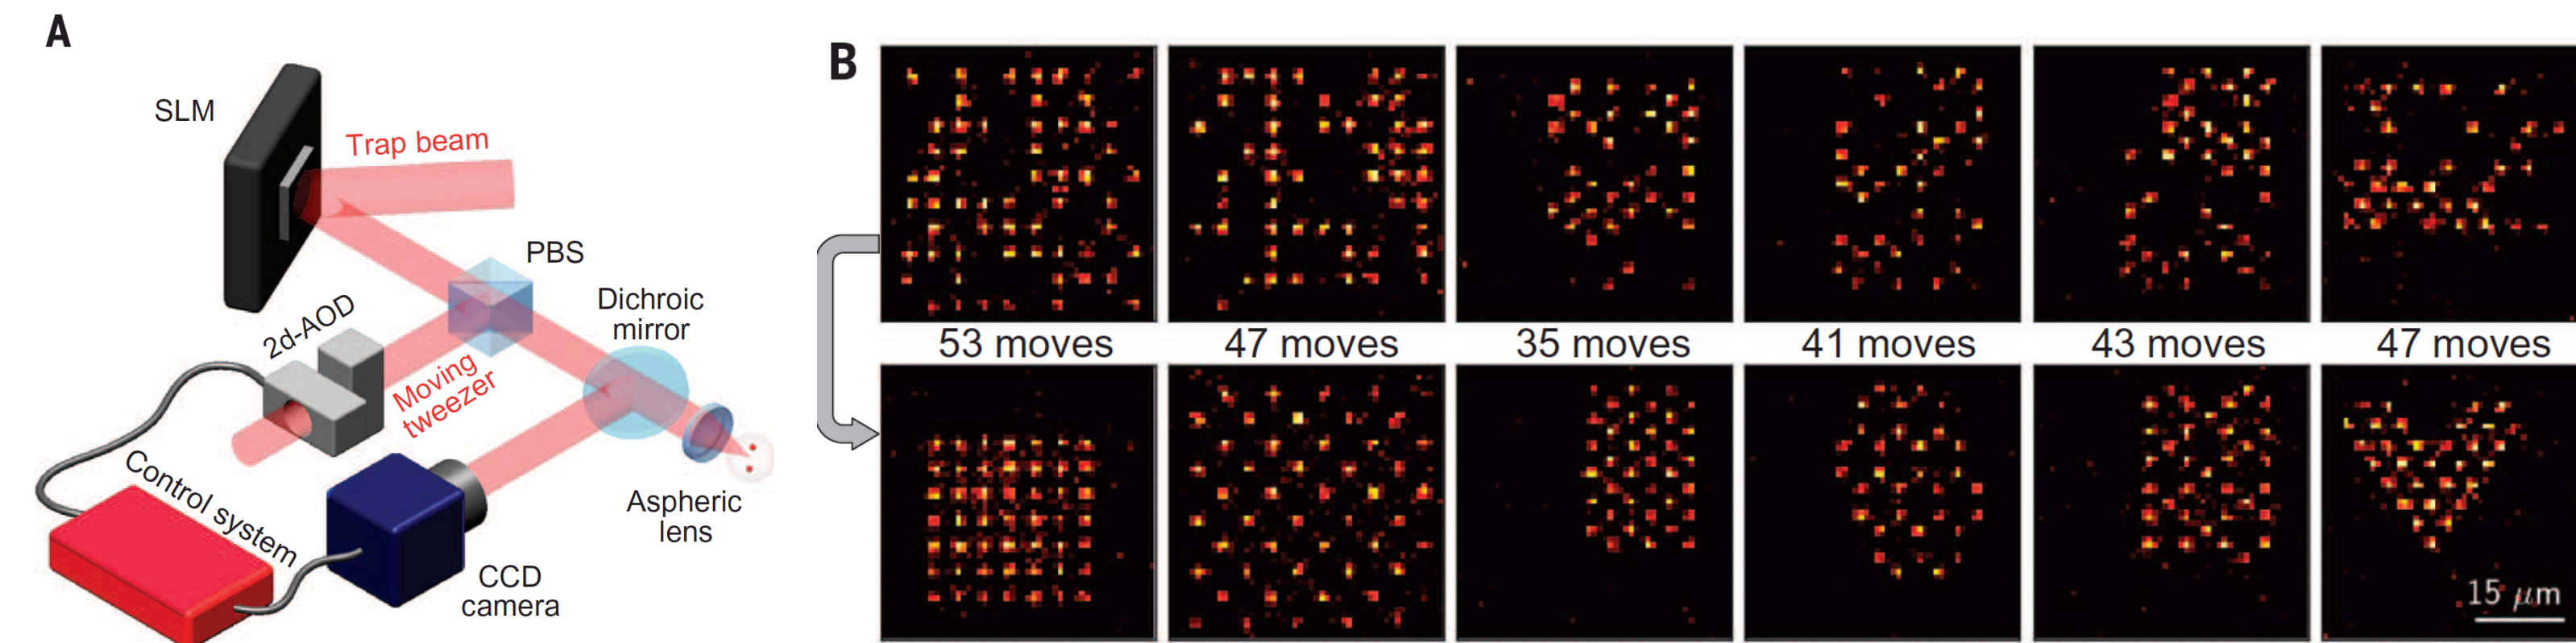 A
SLM
Trap beam
PBS
Dichroic
mirror
2d-AOD
Moving
tweezer
Control system
CCD
camera
Aspheric
lens
B
53 moves
47 moves
35 moves
41 moves
43 moves
47 moves
15 μm